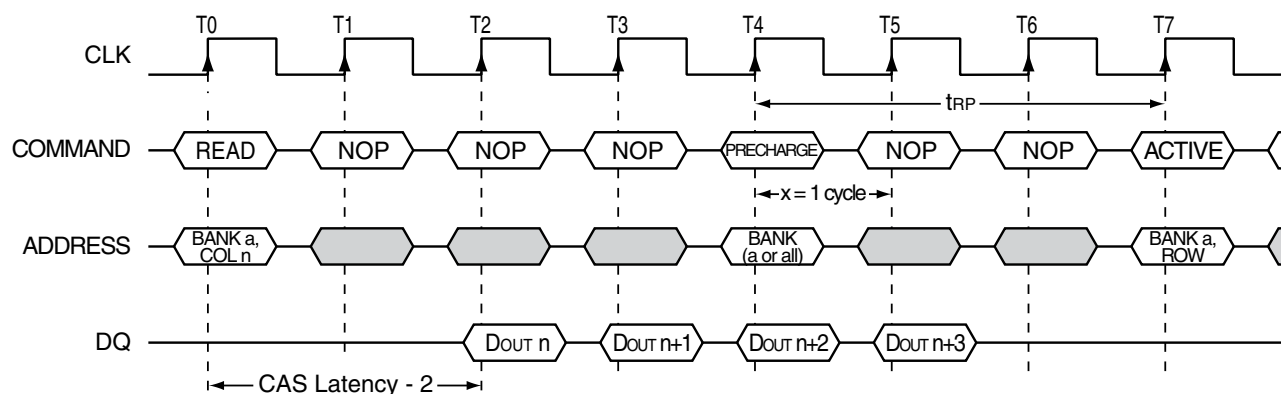 T0 T1 T2 T3 T4 T5 T6 T7
CLK
tRP
COMMAND READ NOP NOP NOP PRECHARGE NOP NOP ACTIVE
x = 1 cycle
ADDRESS BANK a, COL n BANK (a or all) BANK a, ROW
DQ DOUT n DOUT n+1 DOUT n+2 DOUT n+3
CAS Latency - 2